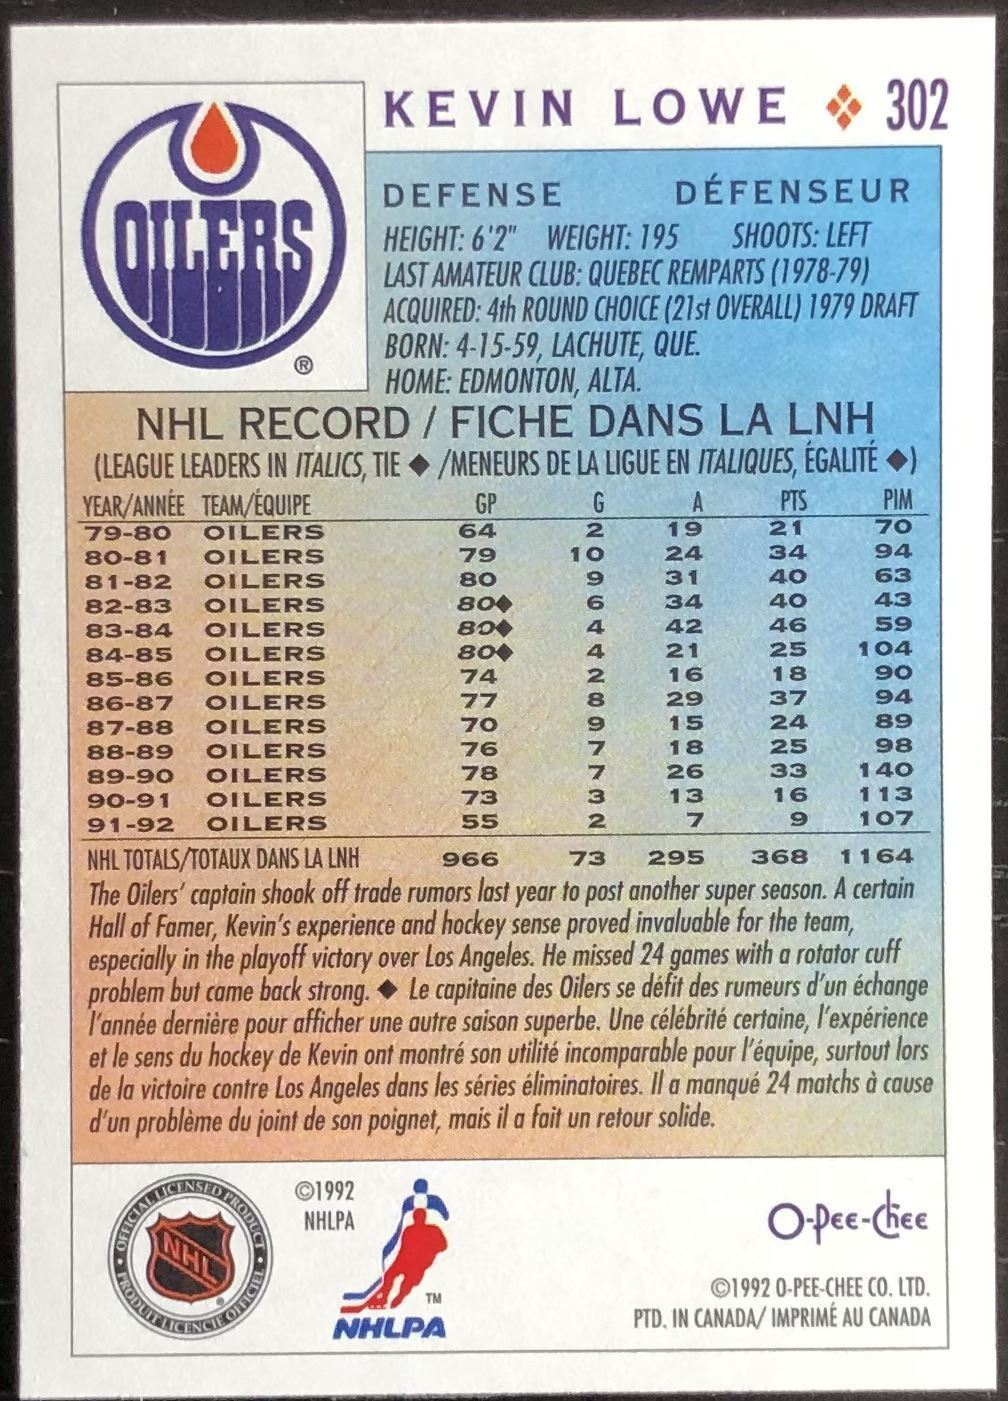 OILERS
®
KEVIN LOWE 302
DEFENSE DÉFENSEUR
HEIGHT: 6'2" WEIGHT: 195 SHOOTS: LEFT
LAST AMATEUR CLUB: QUEBEC REMPARTS (1978-79)
ACQUIRED: 4th ROUND CHOICE (21st OVERALL) 1979 DRAFT
BORN: 4-15-59, LACHUTE, QUE.
HOME: EDMONTON, ALTA.
NHL RECORD / FICHE DANS LA LNH
(LEAGUE LEADERS IN ITALICS, TIE ◆ /MENEURS DE LA LIGUE EN ITALIQUES, ÉGALITÉ ◆)
YEAR/ANNÉE TEAM/ÉQUIPE GP G A PTS PIM
79-80 OILERS 64 2 19 21 70
80-81 OILERS 79 10 24 34 94
81-82 OILERS 80 9 31 40 63
82-83 OILERS 80◆ 6 34 40 43
83-84 OILERS 80◆ 4 42 46 59
84-85 OILERS 80◆ 4 21 25 104
85-86 OILERS 74 2 16 18 90
86-87 OILERS 77 8 29 37 94
87-88 OILERS 70 9 15 24 89
88-89 OILERS 76 7 18 25 98
89-90 OILERS 78 7 26 33 140
90-91 OILERS 73 3 13 16 113
91-92 OILERS 55 2 7 9 107
NHL TOTALS/TOTAUX DANS LA LNH 966 73 295 368 1164
The Oilers' captain shook off trade rumors last year to post another super season. A certain
Hall of Famer, Kevin's experience and hockey sense proved invaluable for the team,
especially in the playoff victory over Los Angeles. He missed 24 games with a rotator cuff
problem but came back strong. ◆ Le capitaine des Oilers se défit des rumeurs d'un échange
l'année dernière pour afficher une autre saison superbe. Une célébrité certaine, l'expérience
et le sens du hockey de Kevin ont montré son utilité incomparable pour l'équipe, surtout lors
de la victoire contre Los Angeles dans les séries éliminatoires. Il a manqué 24 matchs à cause
d'un problème du joint de son poignet, mais il a fait un retour solide.
OFFICIAL LICENSED PRODUCT
NHL
PRODUIT LICENCIE OFFICIEL
©1992
NHLPA
TM
NHLPA
O-Pee-Chee
©1992 O-PEE-CHEE CO. LTD.
PTD. IN CANADA/ IMPRIMÉ AU CANADA